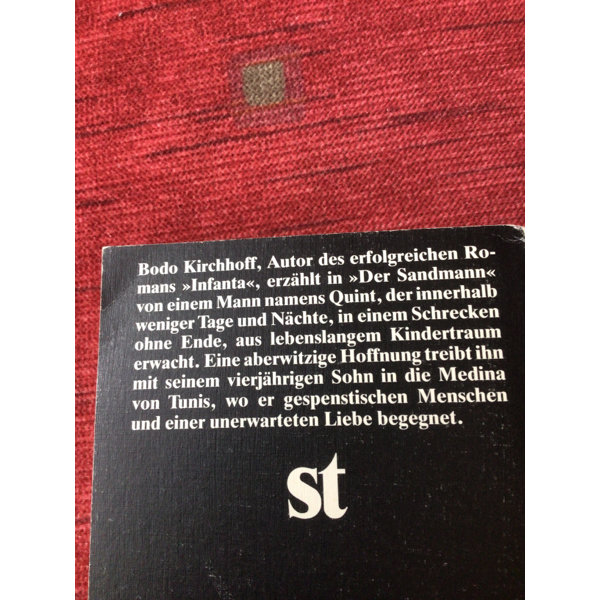 Bodo Kirchhoff, Autor des erfolgreichen Ro-
mans »Infanta«, erzählt in »Der Sandmann«
von einem Mann namens Quint, der innerhalb
weniger Tage und Nächte, in einem Schrecken
ohne Ende, aus lebenslangem Kindertraum
erwacht. Eine aberwitzige Hoffnung treibt ihn
mit seinem vierjährigen Sohn in die Medina
von Tunis, wo er gespenstischen Menschen
und einer unerwarteten Liebe begegnet.
st